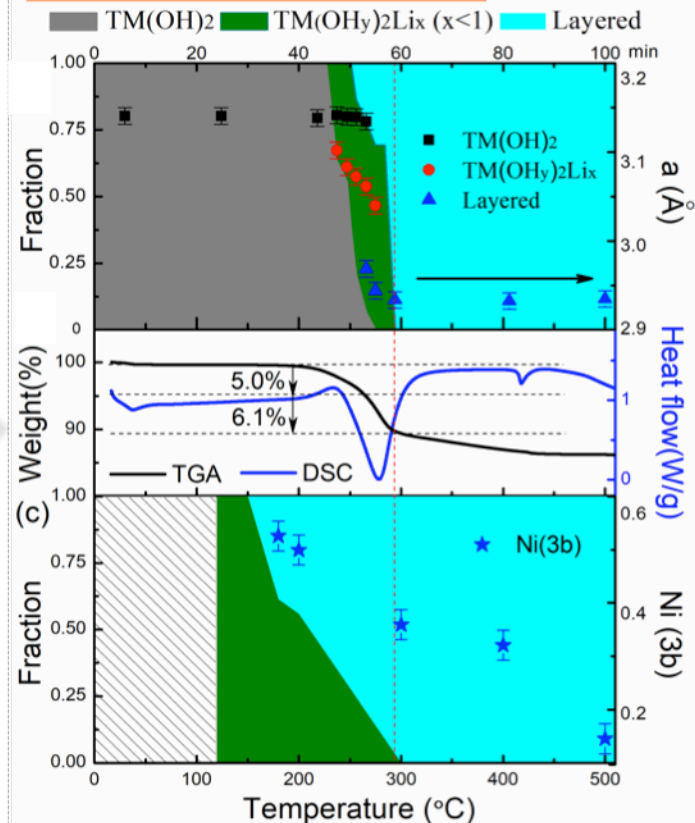 TM(OH)2 TM(OHy)2Lix (x<1) Layered
0 20 40 60 80 100 min
1.00 3.2
0.75 TM(OH)2
3.1
TM(OHy)2Lix
0.50 Layered
3.0
0.25
0 2.9
Fraction
a (Å)
100
5.0%
1
6.1%
90
TGA DSC 0
Weight(%)
Heat flow(W/g)
(c) 1.00 0.6
Ni(3b)
0.75
0.4
0.50
0.25
0.2
0.00
Fraction
Ni (3b)
0 100 200 300 400 500
Temperature (°C)